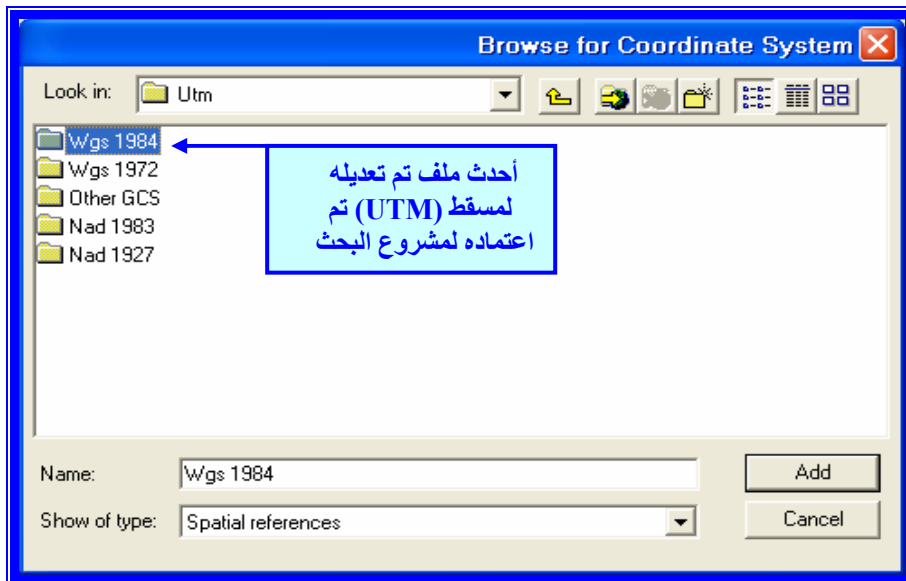 Browse for Coordinate System
Look in: Utm
Wgs 1984
أحدث ملف تم تعديله
لمسقط (UTM) تم
اعتماده لمشروع البحث
Wgs 1972
Other GCS
Nad 1983
Nad 1927
Name: Wgs 1984 Add
Show of type: Spatial references Cancel